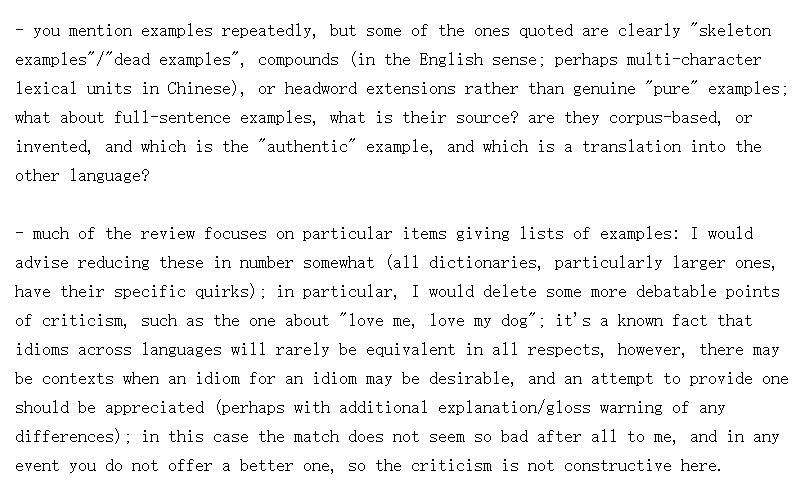 - you mention examples repeatedly, but some of the ones quoted are clearly "skeleton
examples"/"dead examples", compounds (in the English sense; perhaps multi-character
lexical units in Chinese), or headword extensions rather than genuine "pure" examples;
what about full-sentence examples, what is their source? are they corpus-based, or
invented, and which is the "authentic" example, and which is a translation into the
other language?
- much of the review focuses on particular items giving lists of examples: I would
advise reducing these in number somewhat (all dictionaries, particularly larger ones,
have their specific quirks); in particular, I would delete some more debatable points
of criticism, such as the one about "love me, love my dog"; it's a known fact that
idioms across languages will rarely be equivalent in all respects, however, there may
be contexts when an idiom for an idiom may be desirable, and an attempt to provide one
should be appreciated (perhaps with additional explanation/gloss warning of any
differences); in this case the match does not seem so bad after all to me, and in any
event you do not offer a better one, so the criticism is not constructive here.